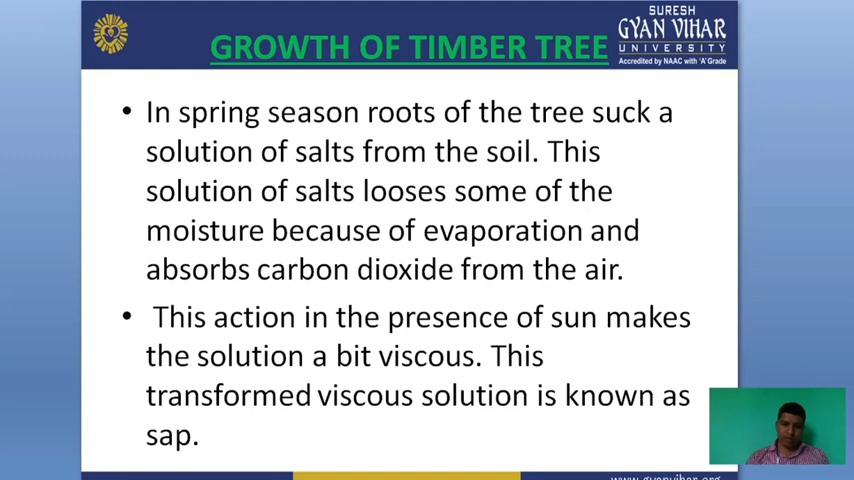 SURESH
GYAN VIHAR
UNIVERSITY
Accredited by NAAC with 'A' Grade
GROWTH OF TIMBER TREE
• In spring season roots of the tree suck a
solution of salts from the soil. This
solution of salts looses some of the
moisture because of evaporation and
absorbs carbon dioxide from the air.
• This action in the presence of sun makes
the solution a bit viscous. This
transformed viscous solution is known as
sap.
www.gyanvihar.org